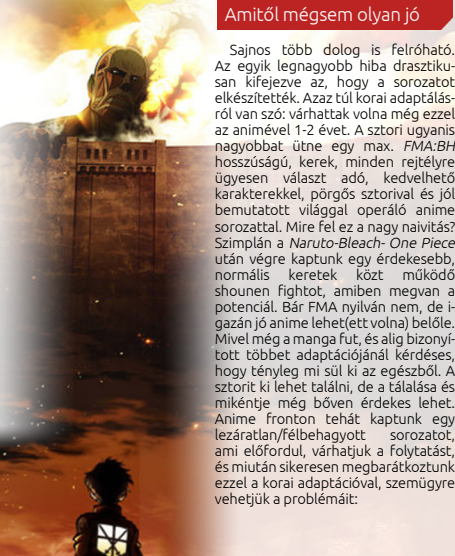 Amitől mégsem olyan jó
Sajnos több dolog is felróható.
Az egyik legnagyobb hiba drasztiku-
san kifejezve az, hogy a sorozatot
elkészítették. Azaz túl korai adaptálás-
ról van szó: várhattak volna még ezzel
az animével 1-2 évet. A sztori ugyanis
nagyobbat ütne egy max. FMA:BH
hosszúságú, kerek, minden rejtélyre
ügyesen választ adó, kedvelhető
karakterekkel, pörgős sztorival és jól
bemutatott világgal operáló anime
sorozattal. Mire fel ez a nagy naivitás?
Szimplán a Naruto-Bleach- One Piece
után végre kaptunk egy érdekesebb,
normális keretek közt működő
shounen fightot, amiben megvan a
potenciál. Bár FMA nyilván nem, de i-
gazán jó anime lehet(ett volna) belőle.
Mivel még a manga fut, és alig bizonyí-
tott többet adaptációjánál kérdéses,
hogy tényleg mi sül ki az egészből. A
sztorit ki lehet találni, de a tálalása és
mikéntje még bőven érdekes lehet.
Anime fronton tehát kaptunk egy
lezáratlan/félbehagyott sorozatot,
ami előfordul, várhatjuk a folytatást,
és miután sikeresen megbarátkoztunk
ezzel a korai adaptációval, szemügyre
vehetjük a problémáit: